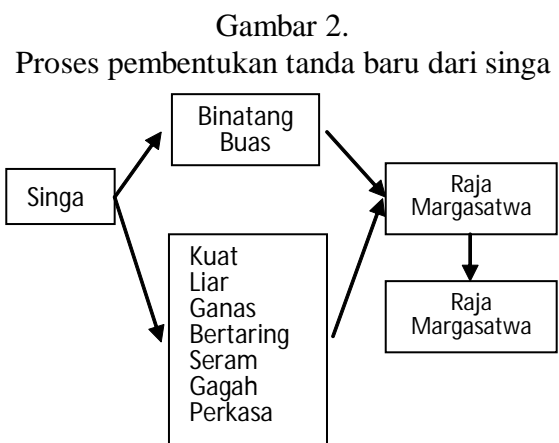 Gambar 2.
Proses pembentukan tanda baru dari singa
Binatang
Buas
Singa
Raja
Margasatwa
Kuat
Liar
Ganas
Bertaring
Seram
Gagah
Perkasa
Raja
Margasatwa